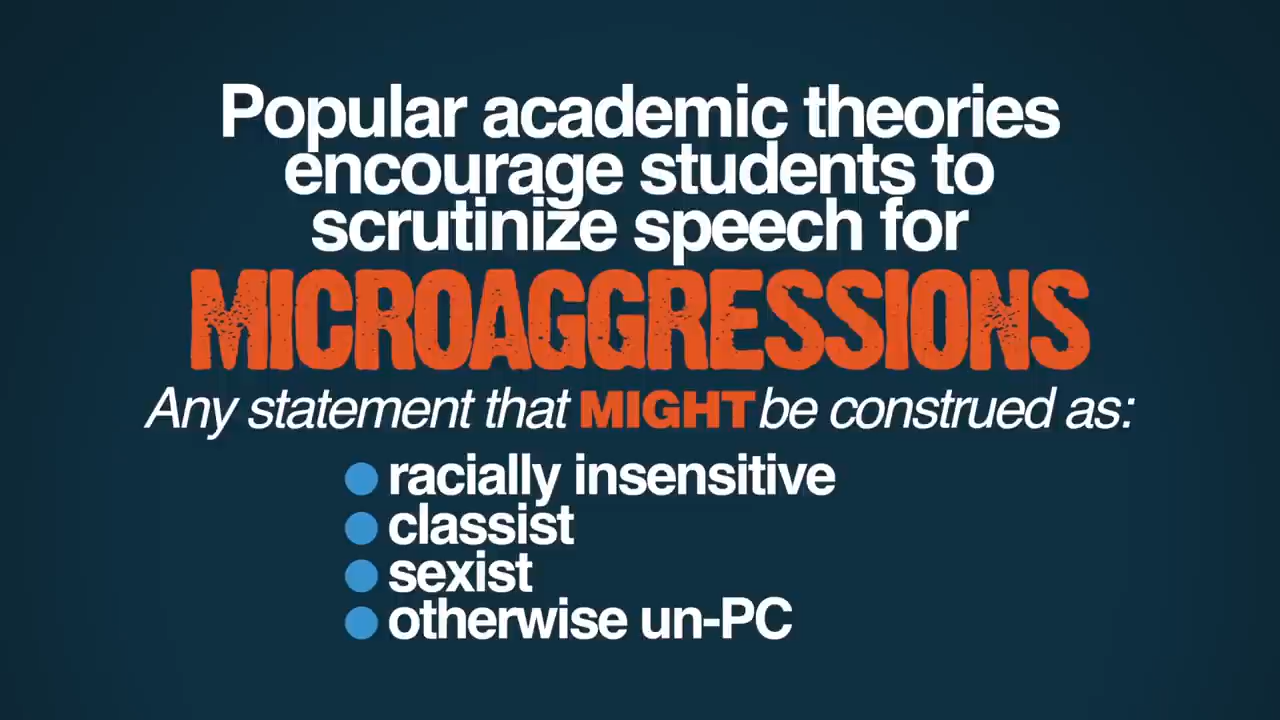 Popular academic theories
encourage students to
scrutinize speech for
MICROAGGRESSIONS
Any statement that MIGHT be construed as:
racially insensitive
classist
sexist
otherwise un-PC